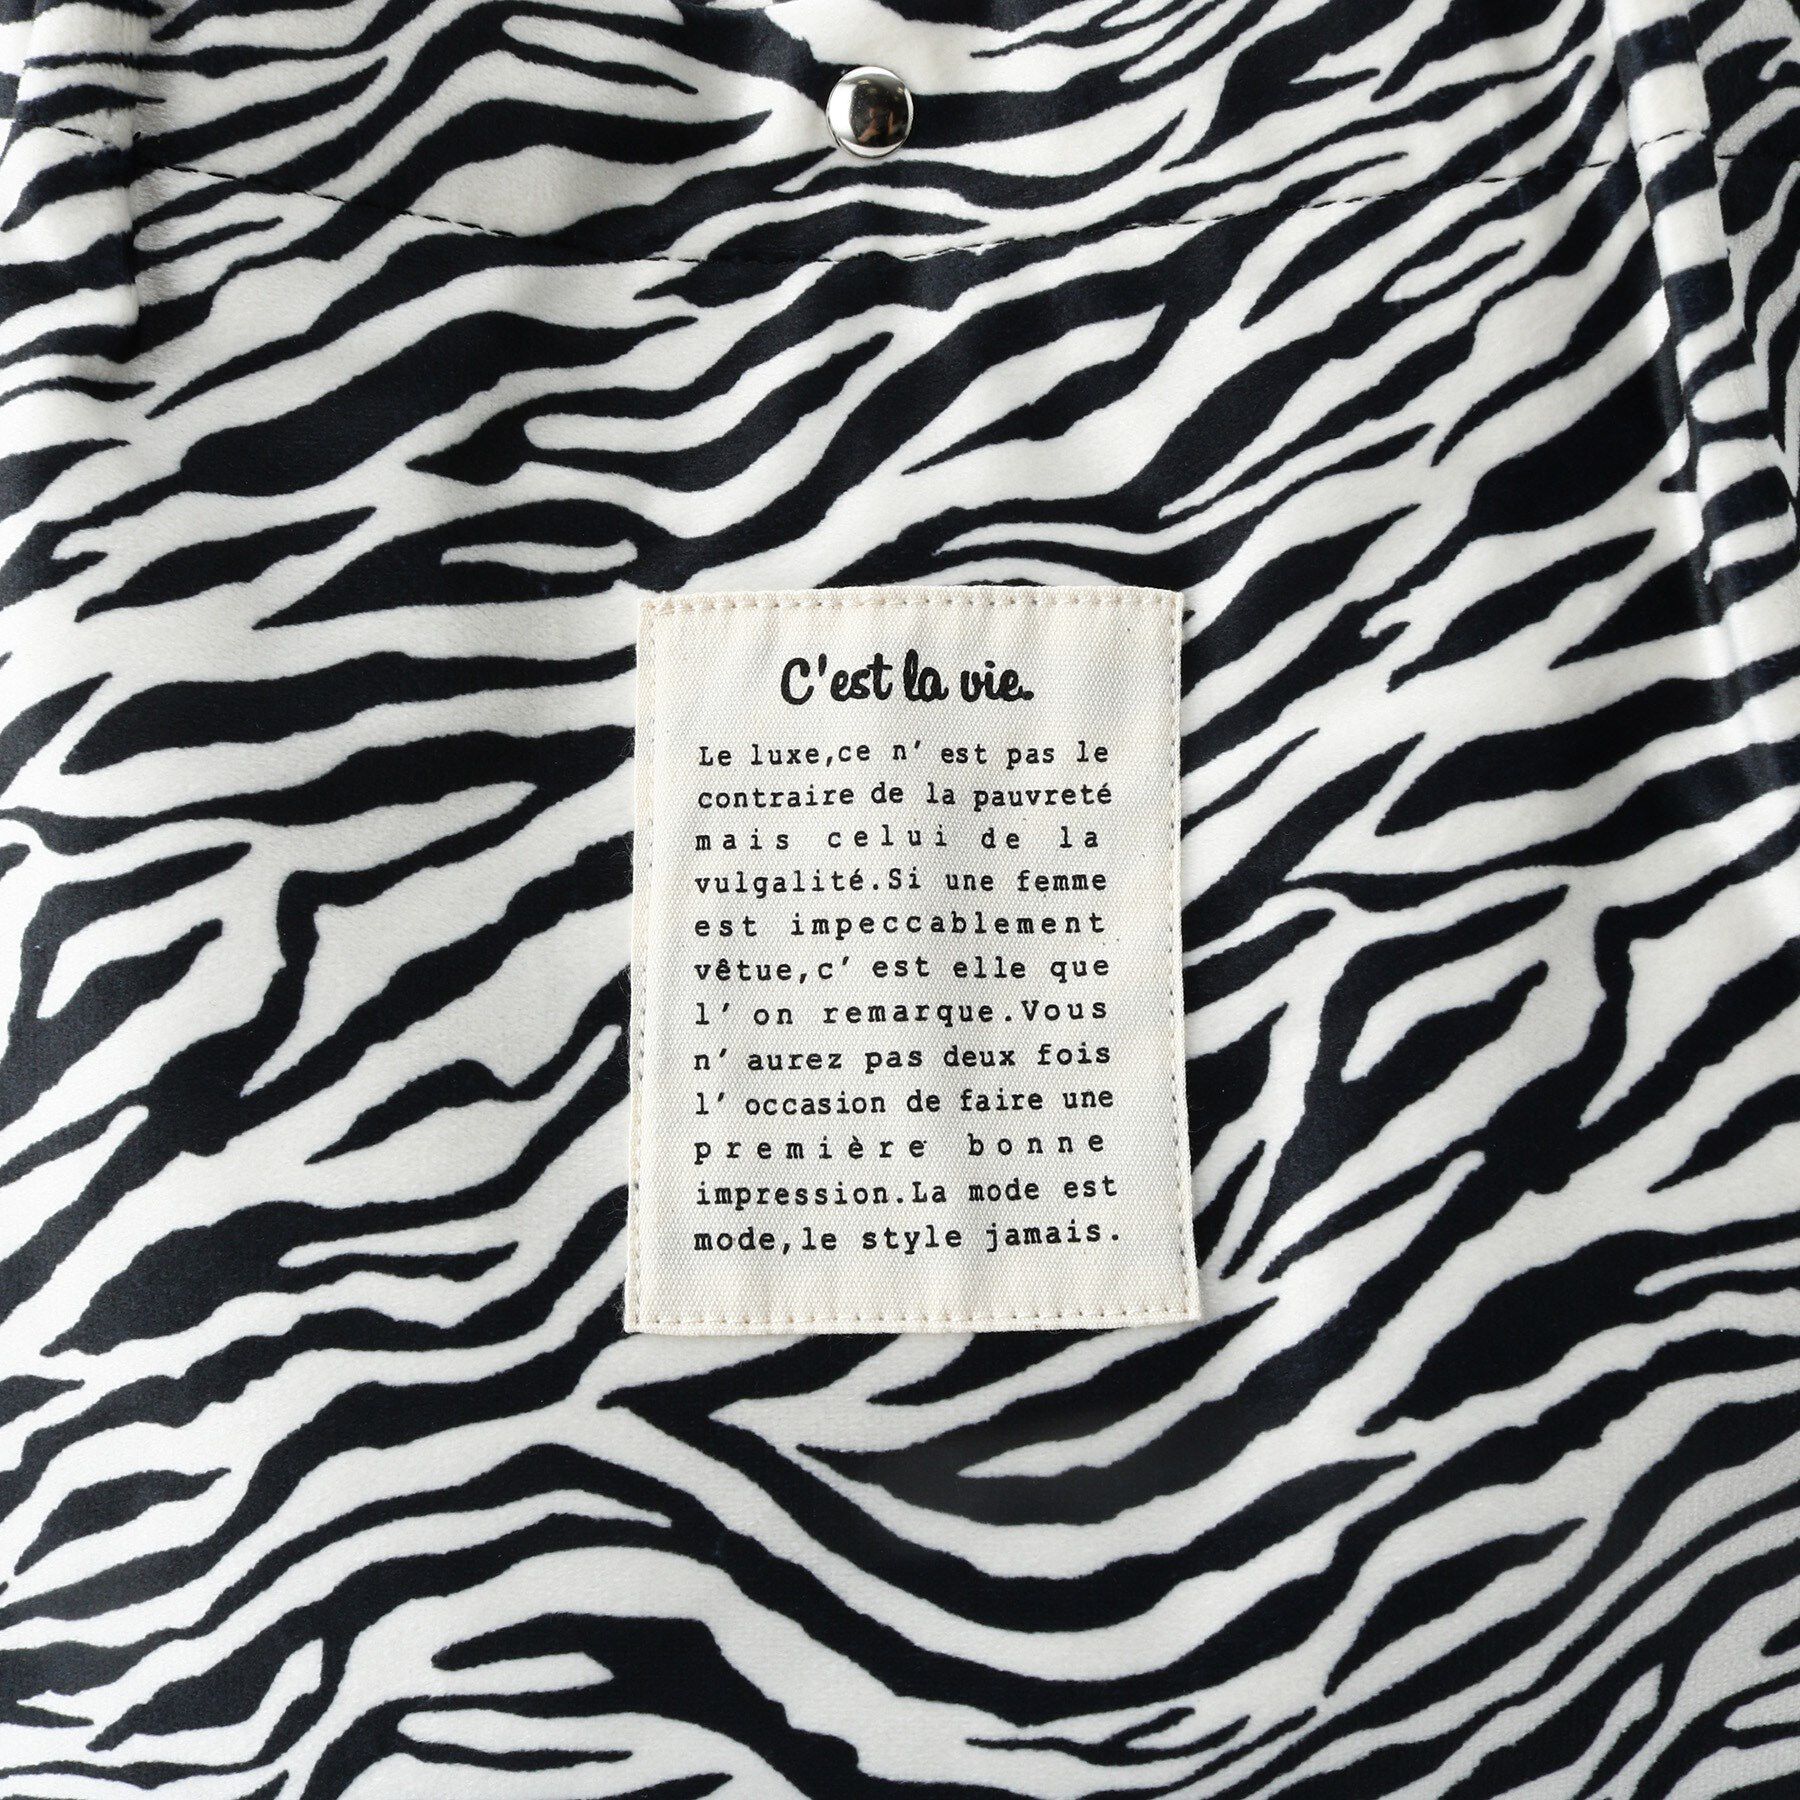 C'est la vie.
Le luxe,ce n' est pas le
contraire de la pauvreté
mais celui de la
vulgalité.Si une femme
est impeccablement
vêtue,c' est elle que
l' on remarque.Vous
n' aurez pas deux fois
l' occasion de faire une
première bonne
impression.La mode est
mode,le style jamais.